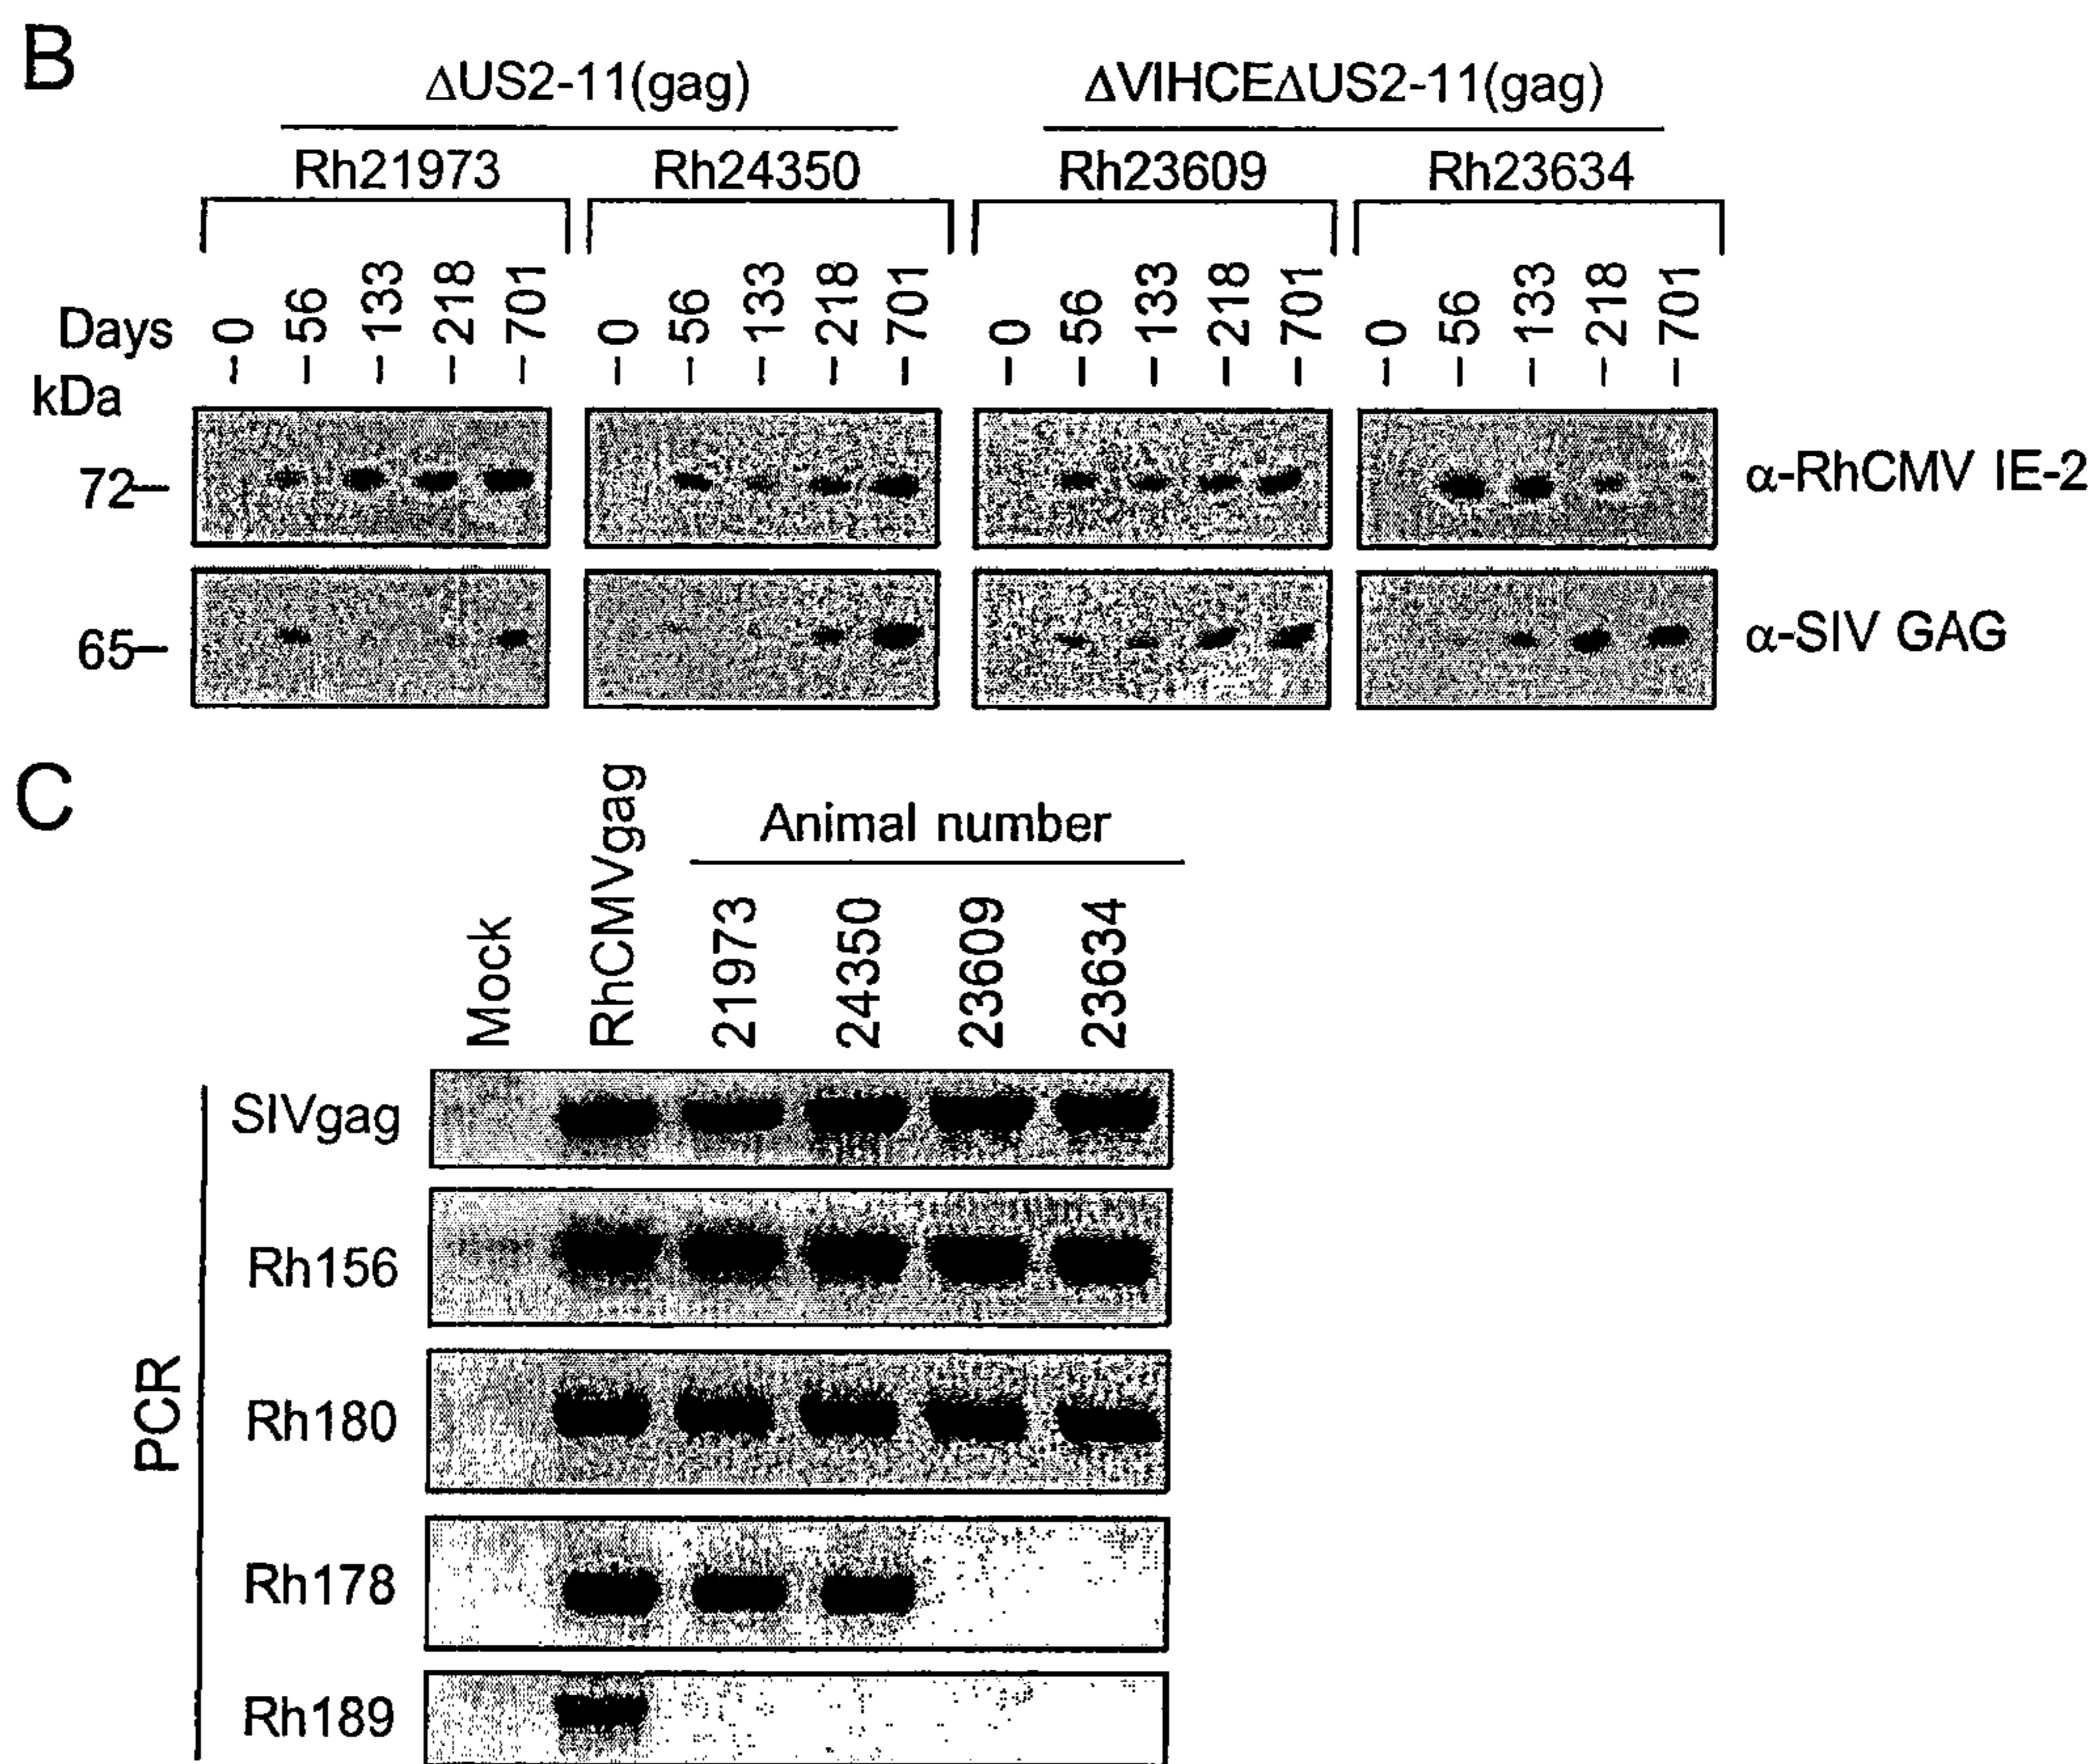 B
ΔUS2-11(gag) ΔVIHCEΔUS2-11(gag)
Rh21973 Rh24350 Rh23609 Rh23634
Days 0 56 133 218 701 0 56 133 218 701 0 56 133 218 701 0 56 133 218 701
kDa
72 α-RhCMV IE-2
65 α-SIV GAG
C
Animal number
Mock RhCMVgag 21973 24350 23609 23634
PCR
SIVgag
Rh156
Rh180
Rh178
Rh189